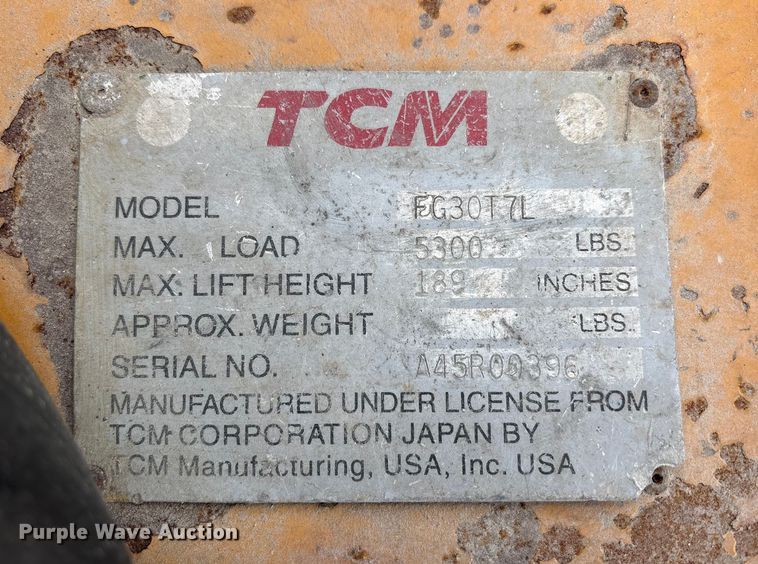 TCM
MODEL FG30T7L
MAX. LOAD 5300 LBS.
MAX. LIFT HEIGHT 189 INCHES
APPROX. WEIGHT LBS.
SERIAL NO. A45R00396
MANUFACTURED UNDER LICENSE FROM
TCM CORPORATION JAPAN BY
TCM Manufacturing, USA, Inc. USA
Purple Wave Auction